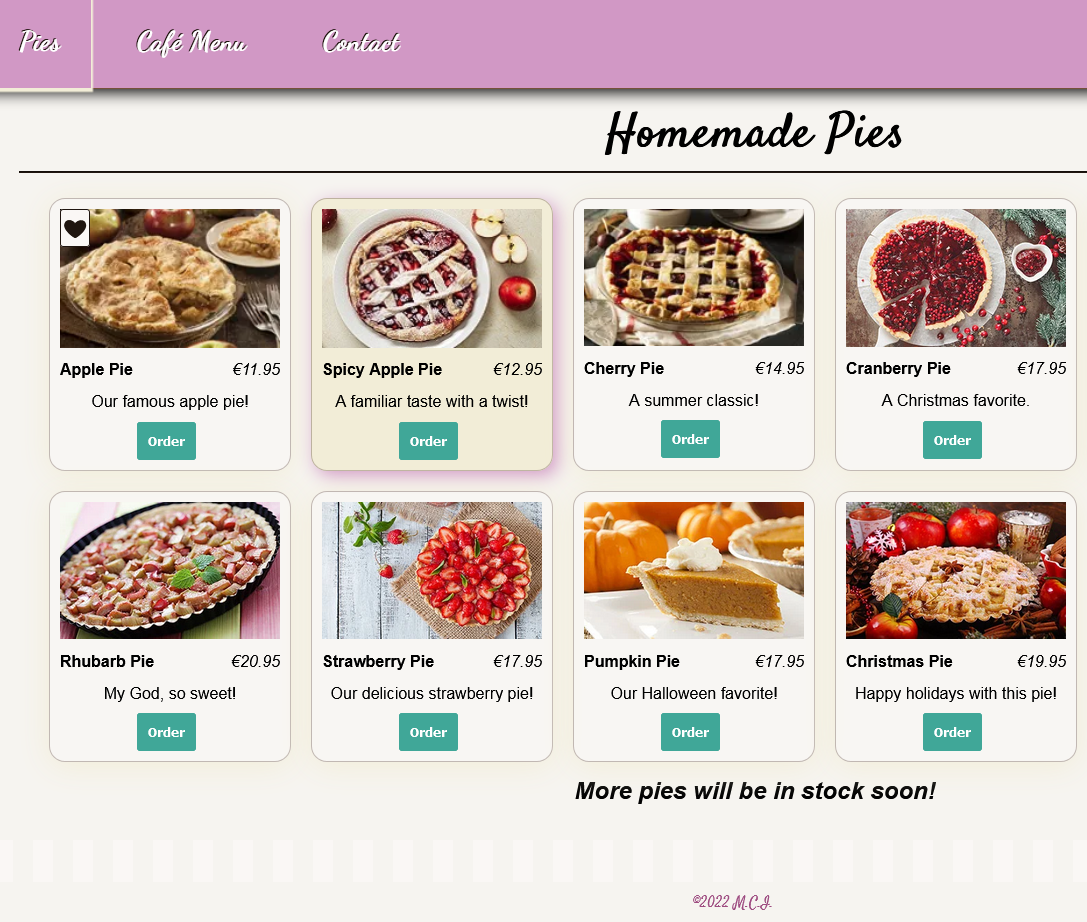 Pies Café Menu Contact
Homemade Pies
Apple Pie €11.95
Our famous apple pie!
Order
Spicy Apple Pie €12.95
A familiar taste with a twist!
Order
Cherry Pie €14.95
A summer classic!
Order
Cranberry Pie €17.95
A Christmas favorite.
Order
Rhubarb Pie €20.95
My God, so sweet!
Order
Strawberry Pie €17.95
Our delicious strawberry pie!
Order
Pumpkin Pie €17.95
Our Halloween favorite!
Order
Christmas Pie €19.95
Happy holidays with this pie!
Order
More pies will be in stock soon!
©2022 M.C.J.